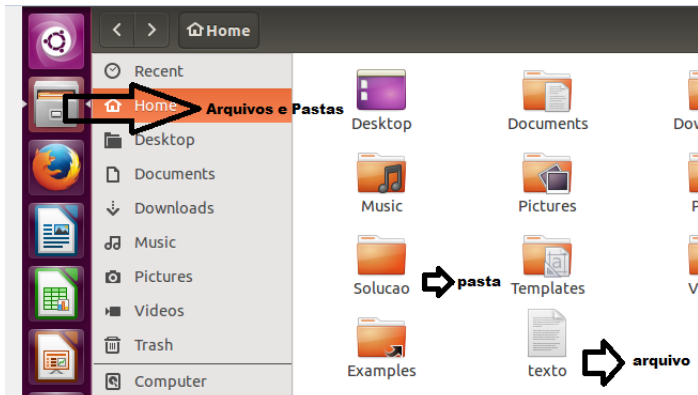 Home
Recent
Home
Arquivos e Pastas
Desktop
Documents
Downloads
Music
Pictures
Videos
Trash
Computer
Desktop
Documents
Dow
Music
Pictures
P
Solucao
pasta
Templates
V
Examples
texto
arquivo